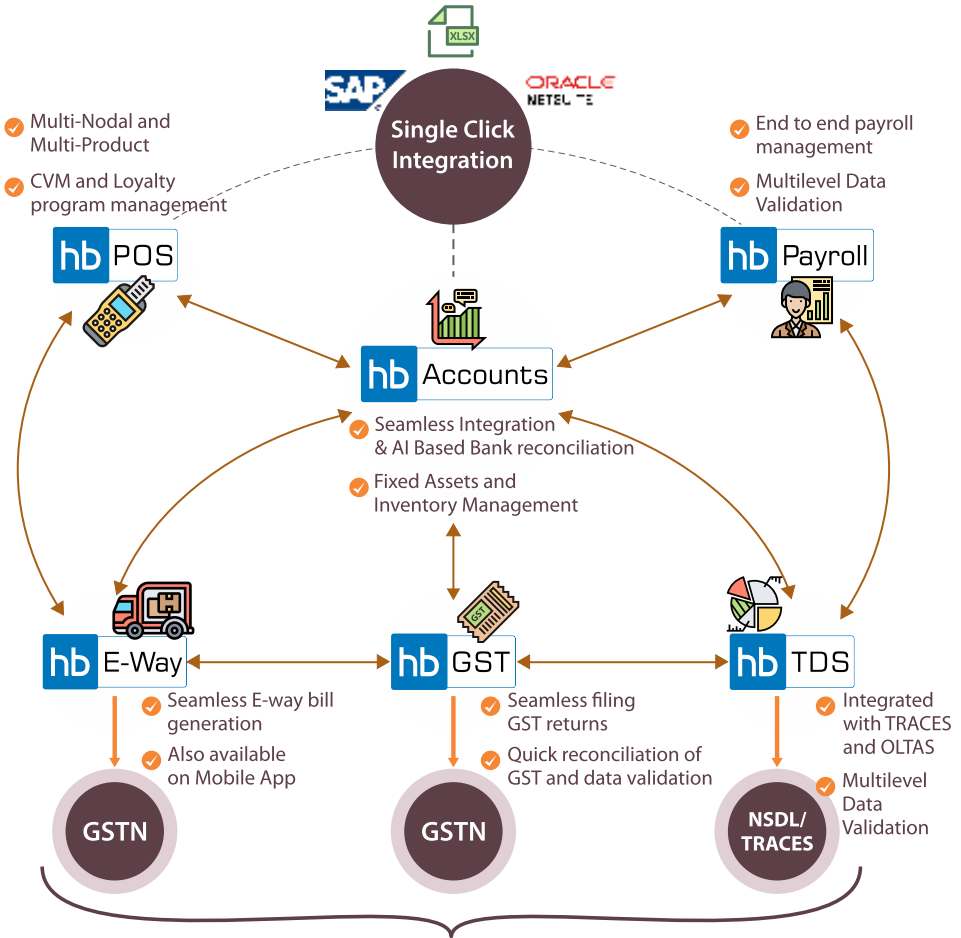 XLSX
SAP
ORACLE
Single Click
Integration
Multi-Nodal and
Multi-Product
CVM and Loyalty
program management
End to end payroll
management
Multilevel Data
Validation
hb POS
hb Payroll
hb Accounts
Seamless Integration
& AI Based Bank reconciliation
Fixed Assets and
Inventory Management
GST
hb E-Way
hb GST
hb TDS
Seamless E-way bill
generation
Also available
on Mobile App
Seamless filing
GST returns
Quick reconciliation of
GST and data validation
Integrated
with TRACES
and OLTAS
Multilevel
Data
Validation
GSTN
GSTN
NSDL/
TRACES